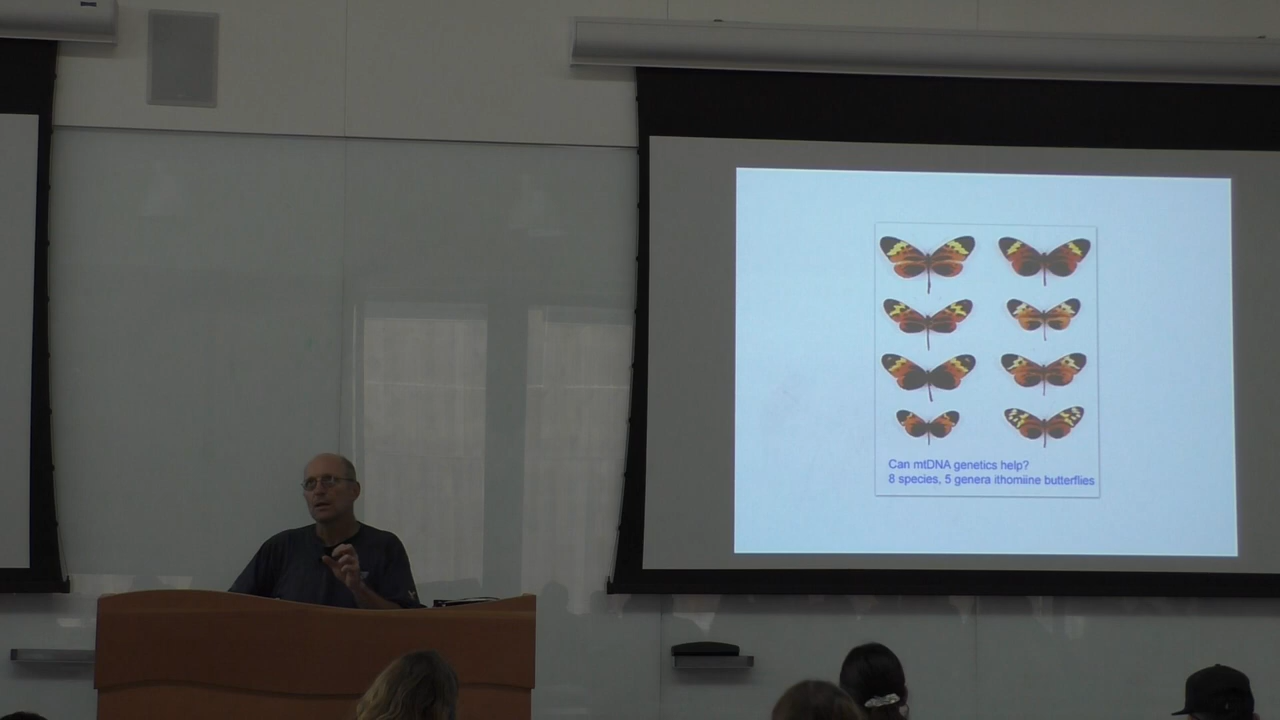 Can mtDNA genetics help?
8 species, 5 genera ithomiine butterflies